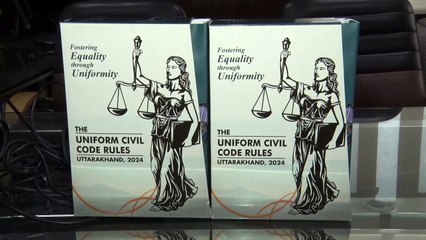 Fostering
Equality
through
Uniformity
THE
UNIFORM CIVIL
CODE RULES
UTTARAKHAND, 2024
Fostering
Equality
through
Uniformity
THE
UNIFORM CIVIL
CODE RULES
UTTARAKHAND, 2024